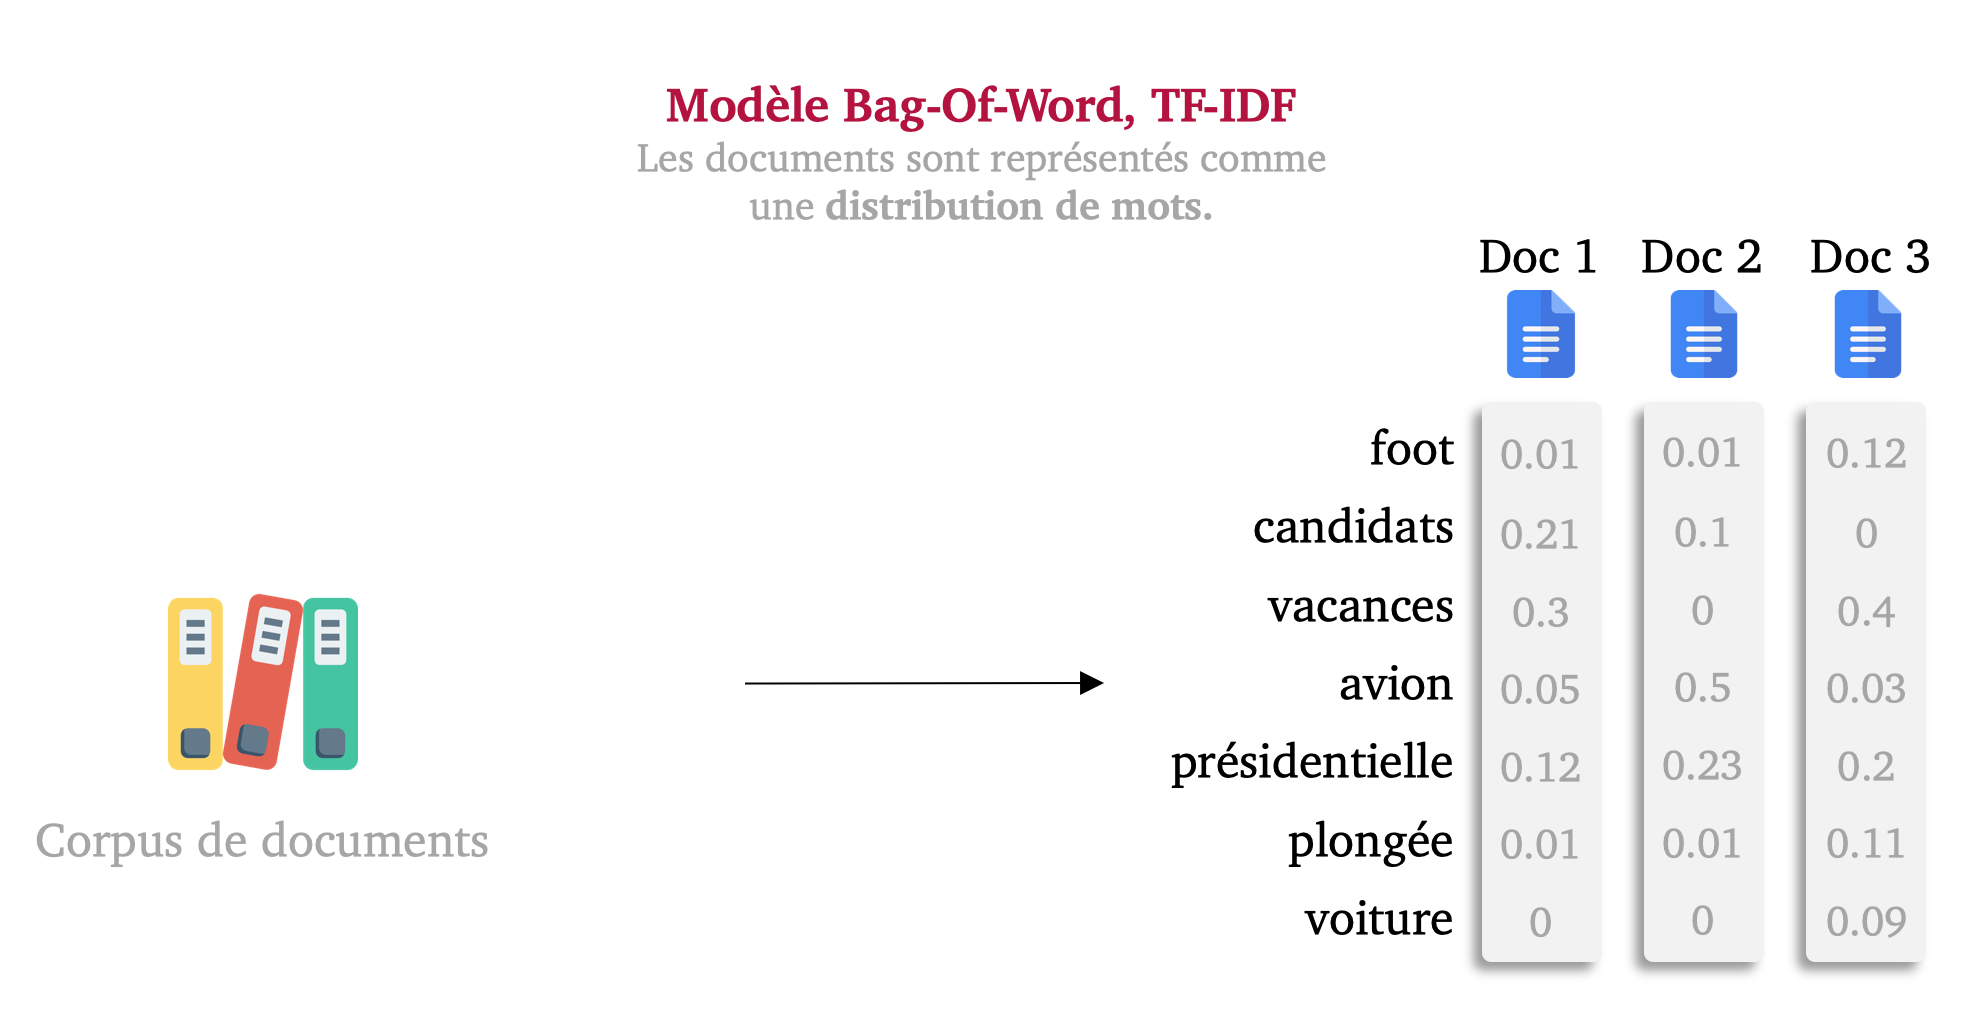 Modèle Bag-Of-Word, TF-IDF
Les documents sont représentés comme
une distribution de mots.
Doc 1 Doc 2 Doc 3
foot 0.01 0.01 0.12
candidats 0.21 0.1 0
vacances 0.3 0 0.4
avion 0.05 0.5 0.03
présidentielle 0.12 0.23 0.2
plongée 0.01 0.01 0.11
voiture 0 0 0.09
Corpus de documents